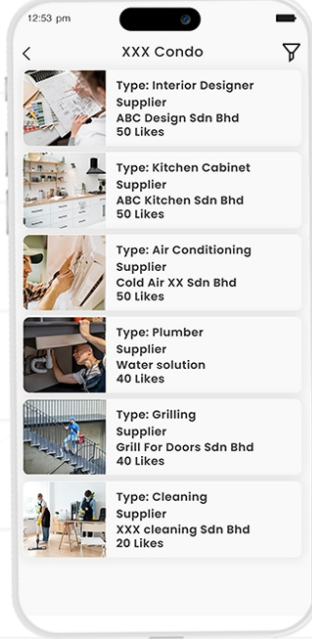 12:53 pm
XXX Condo
Type: Interior Designer
Supplier
ABC Design Sdn Bhd
50 Likes
Type: Kitchen Cabinet
Supplier
ABC Kitchen Sdn Bhd
50 Likes
Type: Air Conditioning
Supplier
Cold Air XX Sdn Bhd
50 Likes
Type: Plumber
Supplier
Water solution
40 Likes
Type: Grilling
Supplier
Grill For Doors Sdn Bhd
40 Likes
Type: Cleaning
Supplier
XXX cleaning Sdn Bhd
20 Likes